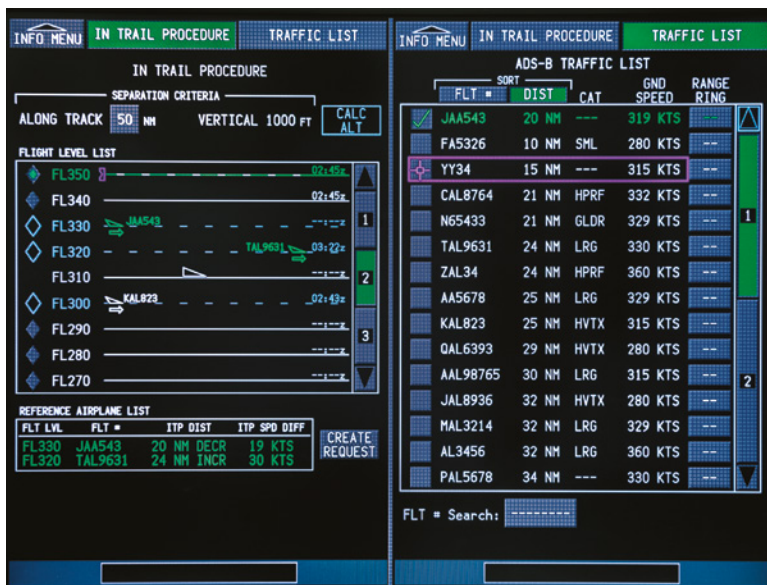 INFO MENU IN TRAIL PROCEDURE TRAFFIC LIST
IN TRAIL PROCEDURE
SEPARATION CRITERIA
ALONG TRACK 50 NM VERTICAL 1000 FT CALC ALT
FLIGHT LEVEL LIST
FL350 02:45z
FL340 02:45z
FL330 JAA543 --:--z
FL320 TAL9631 03:22z
FL310 --:--z
FL300 KAL823 02:49z
FL290 --:--z
FL280 --:--z
FL270 --:--z
1
2
3
REFERENCE AIRPLANE LIST
FLT LVL FLT # ITP DIST ITP SPD DIFF
FL330 JAA543 20 NM DECR 19 KTS
FL320 TAL9631 24 NM INCR 30 KTS
CREATE REQUEST
INFO MENU IN TRAIL PROCEDURE TRAFFIC LIST
ADS-B TRAFFIC LIST
SORT
FLT # DIST CAT GND SPEED RANGE RING
JAA543 20 NM --- 319 KTS --
FA5326 10 NM SML 280 KTS --
YY34 15 NM --- 315 KTS --
CAL8764 21 NM HPRF 332 KTS --
N65433 21 NM GLDR 329 KTS --
TAL9631 24 NM LRG 330 KTS --
ZAL34 24 NM HPRF 360 KTS --
AA5678 25 NM LRG 329 KTS --
KAL823 25 NM HVTX 315 KTS --
QAL6393 29 NM HVTX 280 KTS --
AAL98765 30 NM LRG 315 KTS --
JAL8936 32 NM HVTX 280 KTS --
MAL3214 32 NM LRG 329 KTS --
AL3456 32 NM LRG 360 KTS --
PAL5678 34 NM --- 330 KTS --
1
2
FLT # Search: --------